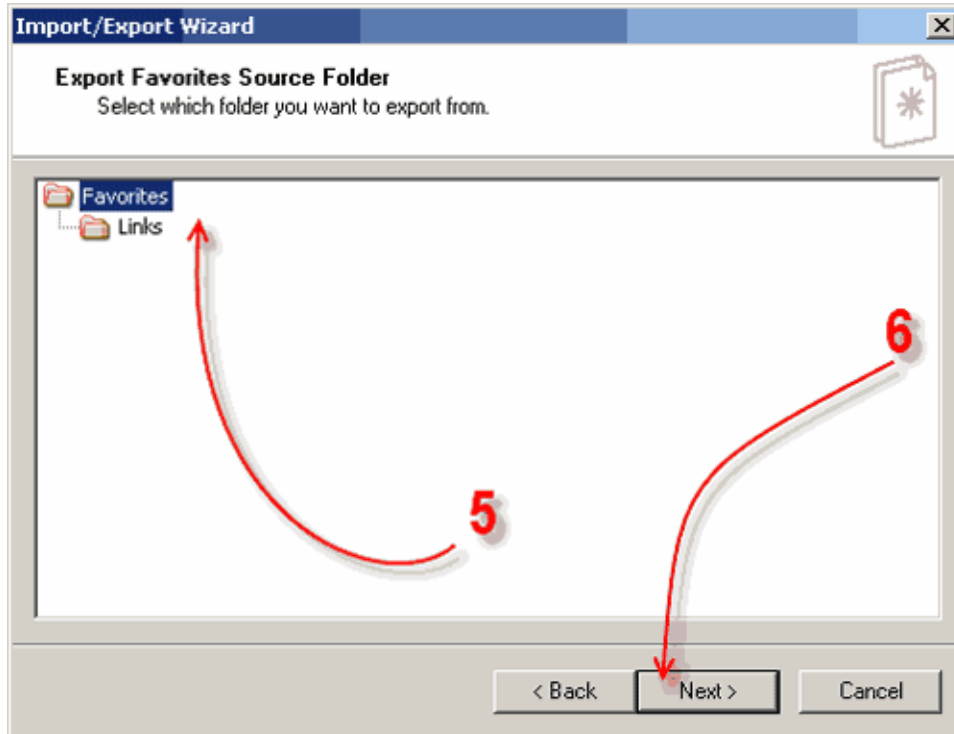 Import/Export Wizard
Export Favorites Source Folder
Select which folder you want to export from.
Favorites
Links
6
5
< Back Next > Cancel